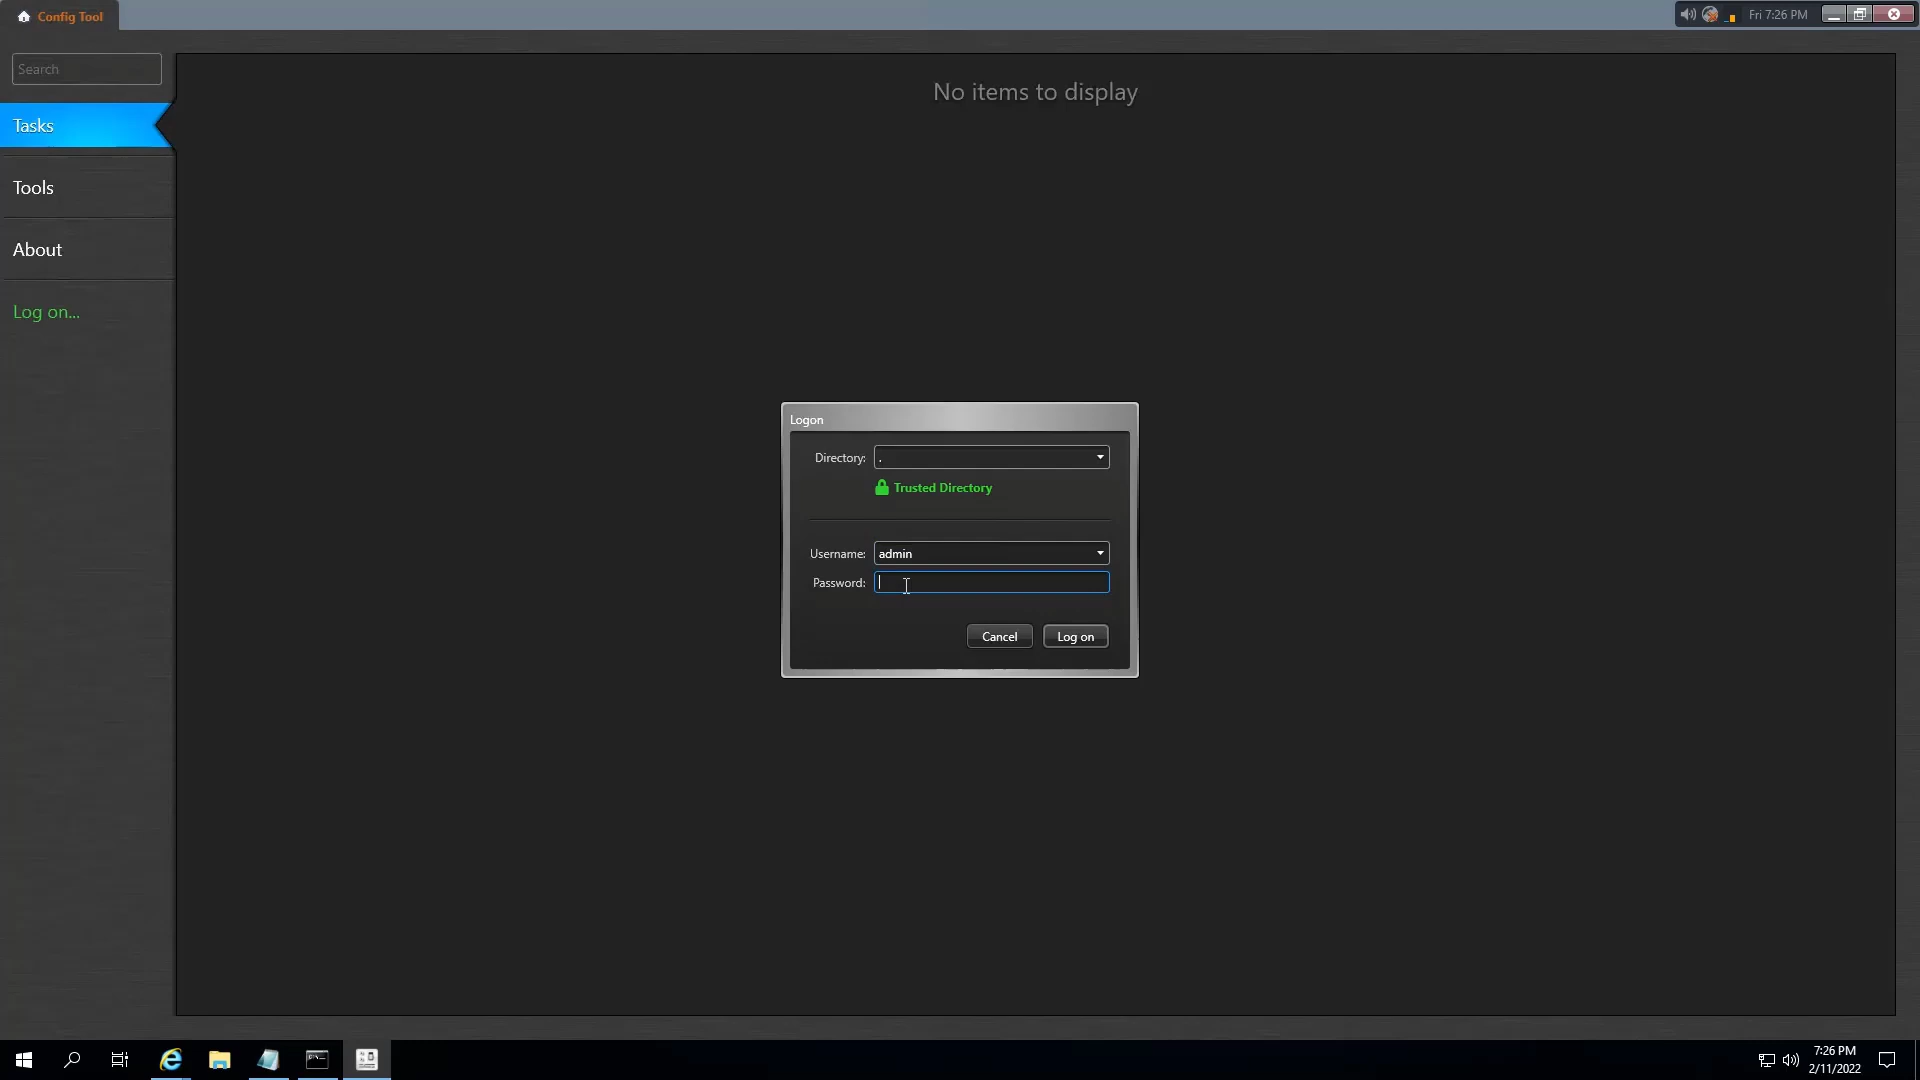 Config Tool
Fri 7:26 PM
Search
No items to display
Tasks
Tools
About
Log on...
Logon
Directory: .
Trusted Directory
Username: admin
Password:
Cancel Log on
7:26 PM
2/11/2022